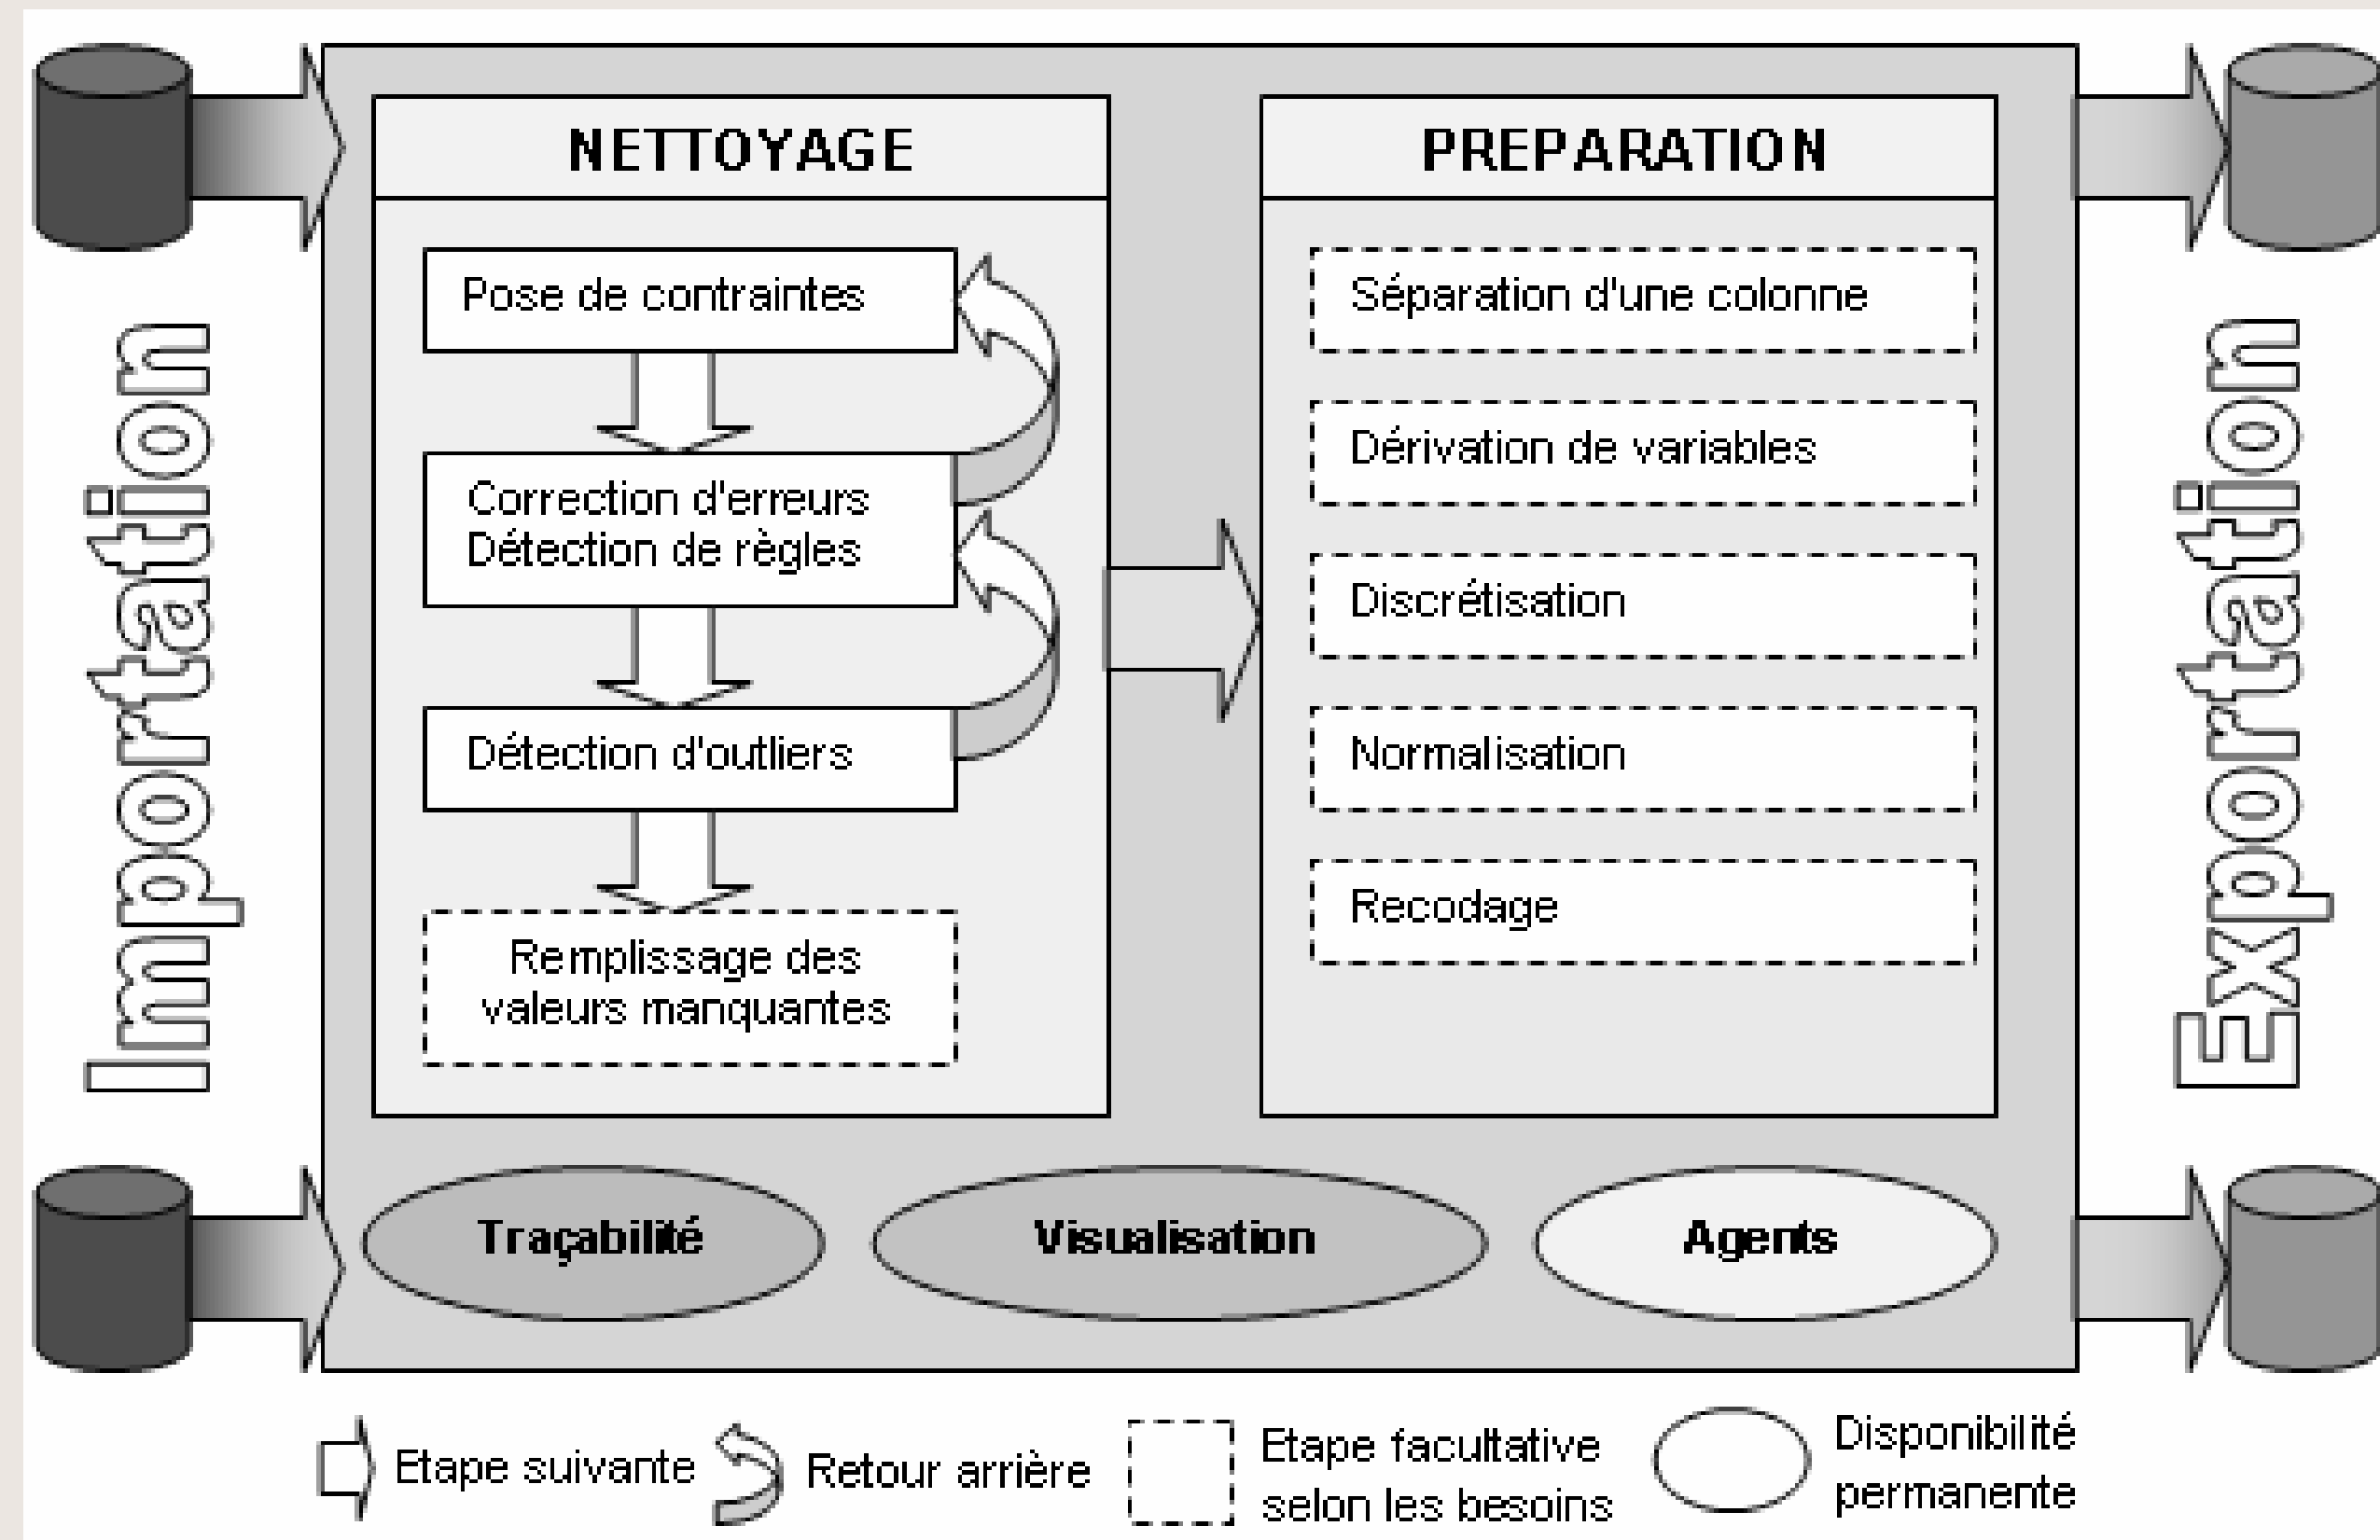 Importation
NETTOYAGE
Pose de contraintes
Correction d'erreurs
Détection de règles
Détection d'outliers
Remplissage des
valeurs manquantes
PREPARATION
Séparation d'une colonne
Dérivation de variables
Discrétisation
Normalisation
Recodage
Exportation
Traçabilité
Visualisation
Agents
Etape suivante
Retour arrière
Etape facultative
selon les besoins
Disponibilité
permanente